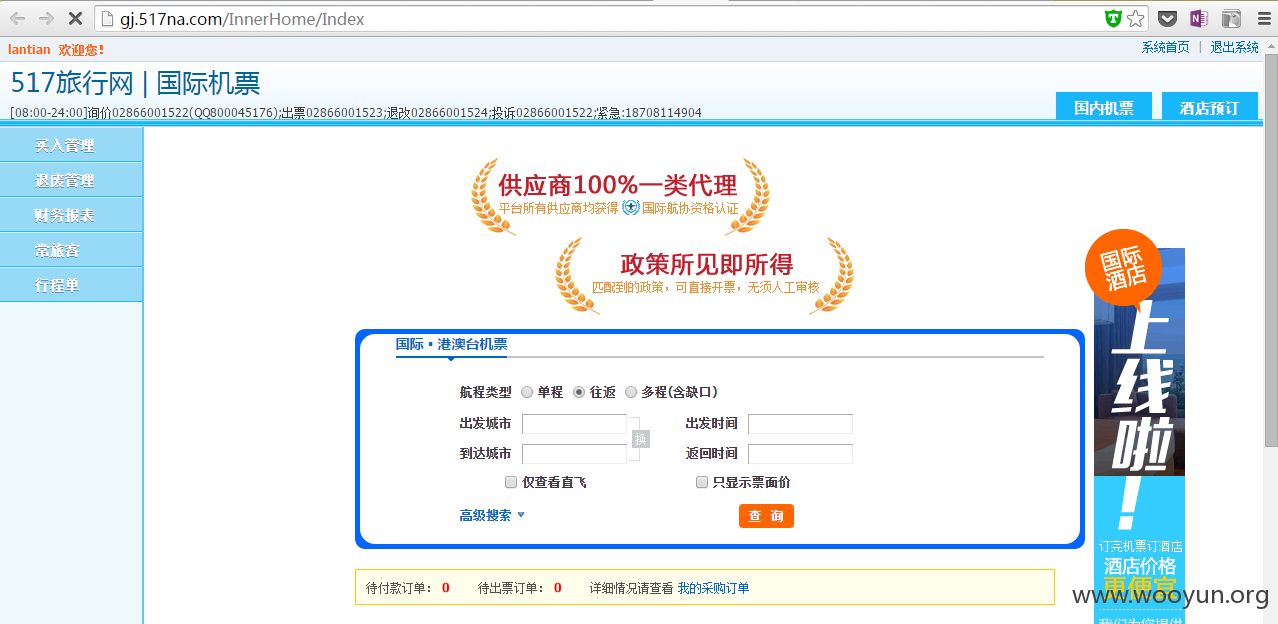 gj.517na.com/InnerHome/Index
lantian 欢迎您!
系统首页 | 退出系统
517旅行网 | 国际机票
[08:00-24:00]询价02866001522(QQ800045176);出票02866001523;退改02866001524;投诉02866001522;紧急:18708114904
国内机票 酒店预订
买入管理
退废管理
财务报表
常旅客
行程单
供应商100%一类代理
平台所有供应商均获得 国际航协资格认证
政策所见即所得
匹配到的政策，可直接开票，无须人工审核
国际·港澳台机票
航程类型 单程 往返 多程(含缺口)
出发城市 出发时间
换
到达城市 返回时间
仅查看直飞 只显示票面价
高级搜索 查 询
待付款订单： 0 待出票订单： 0 详细情况请查看 我的采购订单
国际
酒店
上线啦!
订完机票订酒店
酒店价格
更便宜
我们为您提供
www.wooyun.org